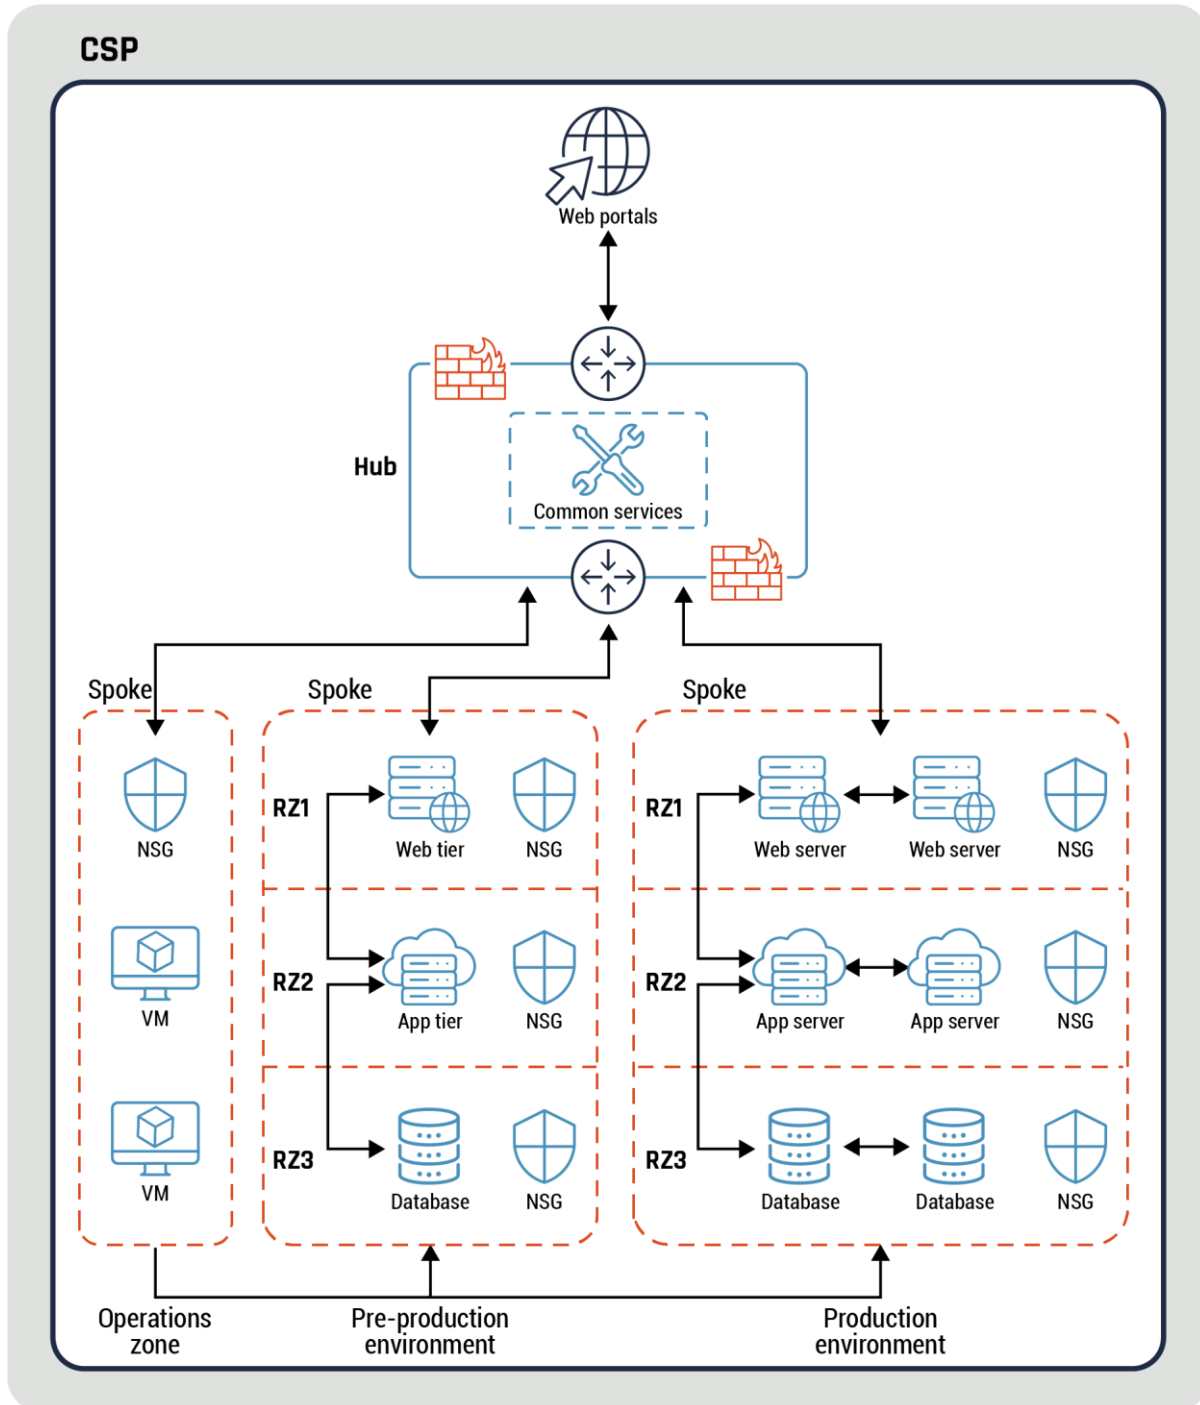 CSP
Web portals
Hub
Common services
Spoke
Spoke
Spoke
NSG
VM
VM
RZ1
Web tier
NSG
RZ2
App tier
NSG
RZ3
Database
NSG
RZ1
Web server
Web server
NSG
RZ2
App server
App server
NSG
RZ3
Database
Database
NSG
Operations
zone
Pre-production
environment
Production
environment